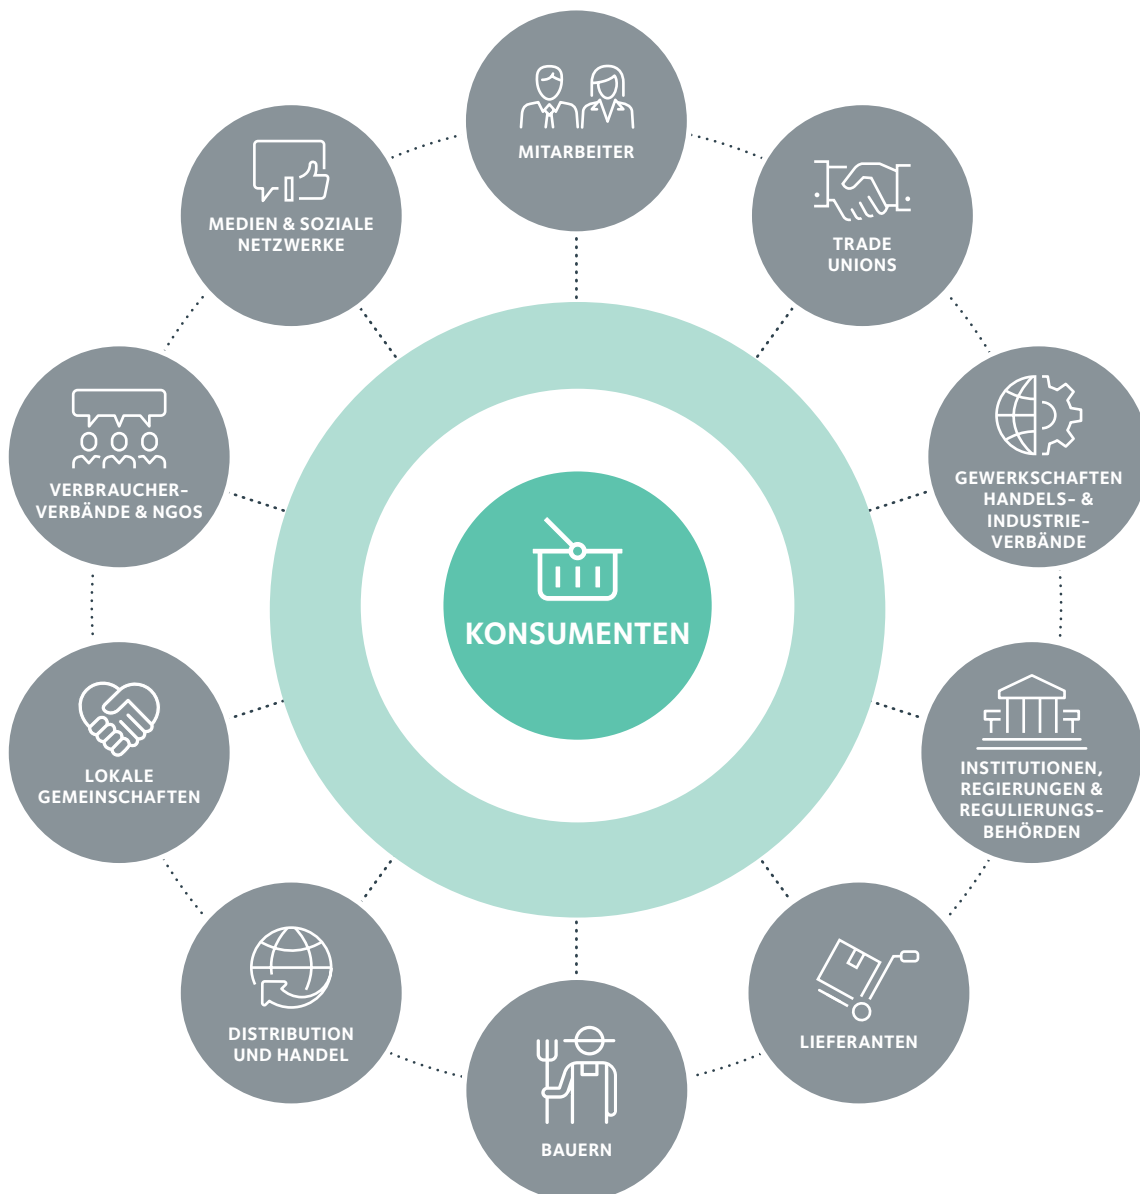 MITARBEITER
TRADE
UNIONS
GEWERKSCHAFTEN
HANDELS- &
INDUSTRIE-
VERBÄNDE
INSTITUTIONEN,
REGIERUNGEN &
REGULIERUNGS-
BEHÖRDEN
LIEFERANTEN
BAUERN
DISTRIBUTION
UND HANDEL
LOKALE
GEMEINSCHAFTEN
VERBRAUCHER-
VERBÄNDE & NGOS
MEDIEN & SOZIALE
NETZWERKE
KONSUMENTEN